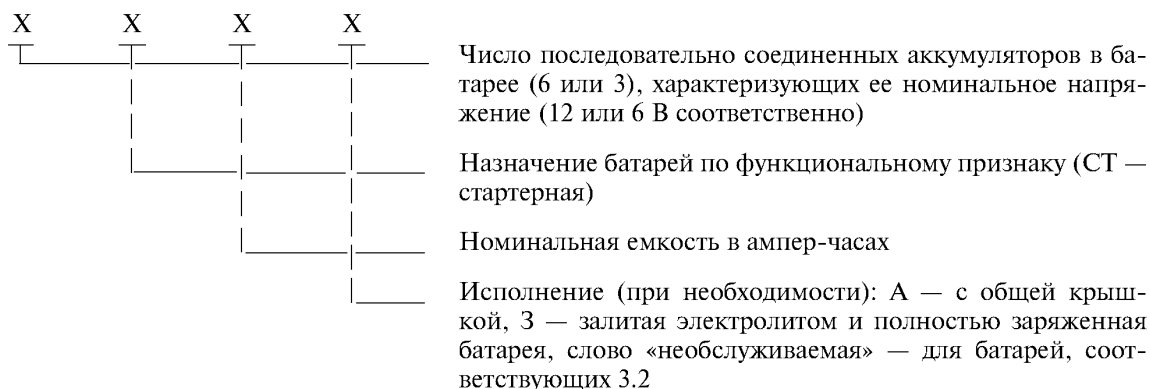 X X X X
Число последовательно соединенных аккумуляторов в ба-
тарее (6 или 3), характеризующих ее номинальное напря-
жение (12 или 6 В соответственно)
Назначение батарей по функциональному признаку (СТ —
стартерная)
Номинальная емкость в ампер-часах
Исполнение (при необходимости): А — с общей крыш-
кой, З — залитая электролитом и полностью заряженная
батарея, слово «необслуживаемая» — для батарей, соот-
ветствующих 3.2